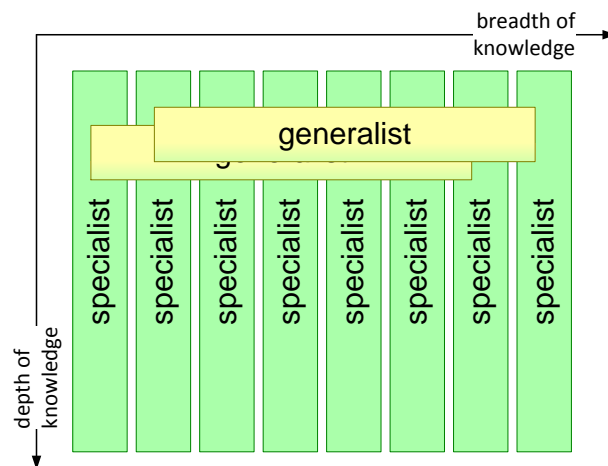 breadth of
knowledge
generalist
specialist
specialist
specialist
specialist
specialist
specialist
specialist
specialist
depth of
knowledge